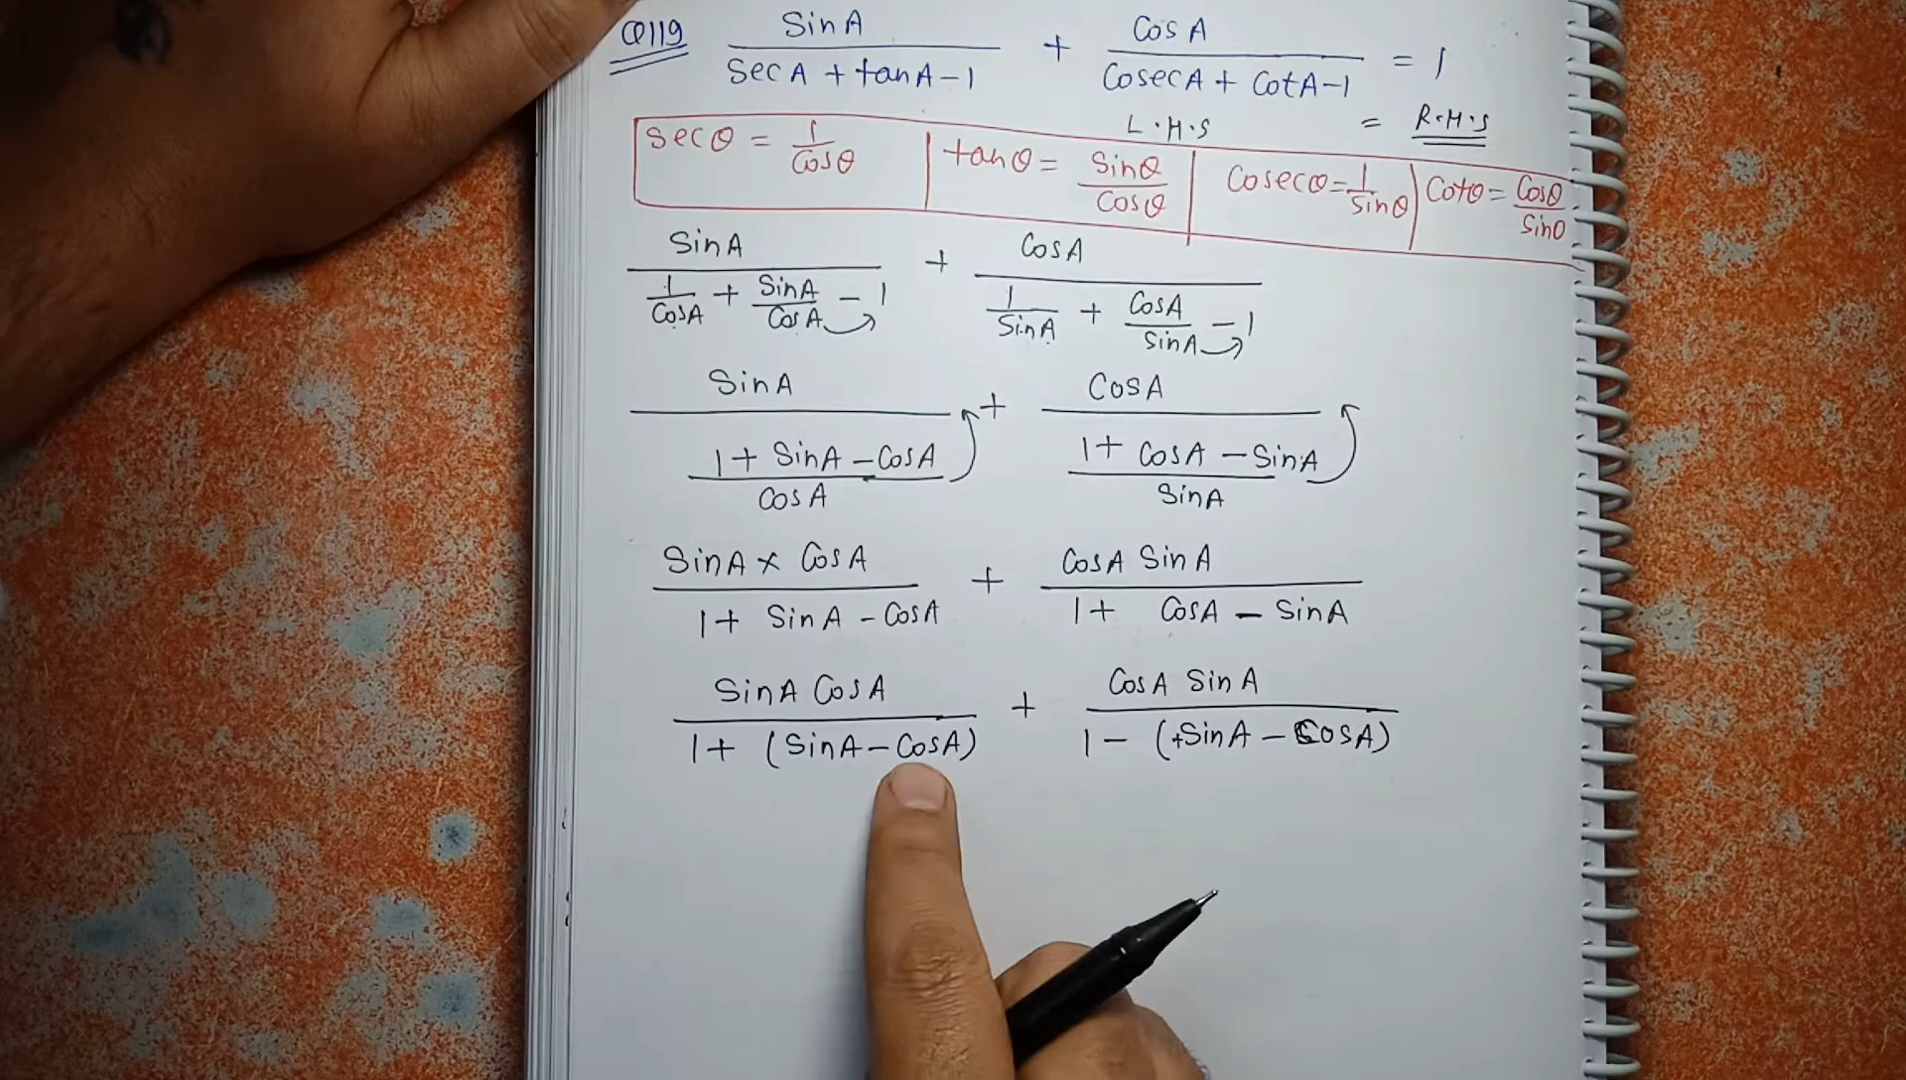 Q119 SinA / SecA + tanA - 1 + CosA / CosecA + CotA - 1 = 1
L.H.S = R.H.S
secθ = 1/Cosθ | tanθ = Sinθ/Cosθ | Cosecθ = 1/sinθ | Cotθ = Cosθ/sinθ
SinA / 1/CosA + SinA/CosA - 1 + CosA / 1/SinA + CosA/SinA - 1
SinA / 1 + SinA - CosA / CosA + CosA / 1 + CosA - SinA / SinA
SinA × CosA / 1 + SinA - CosA + CosA SinA / 1 + CosA - SinA
SinA CosA / 1 + (SinA - CosA) + CosA SinA / 1 - (+SinA - CosA)